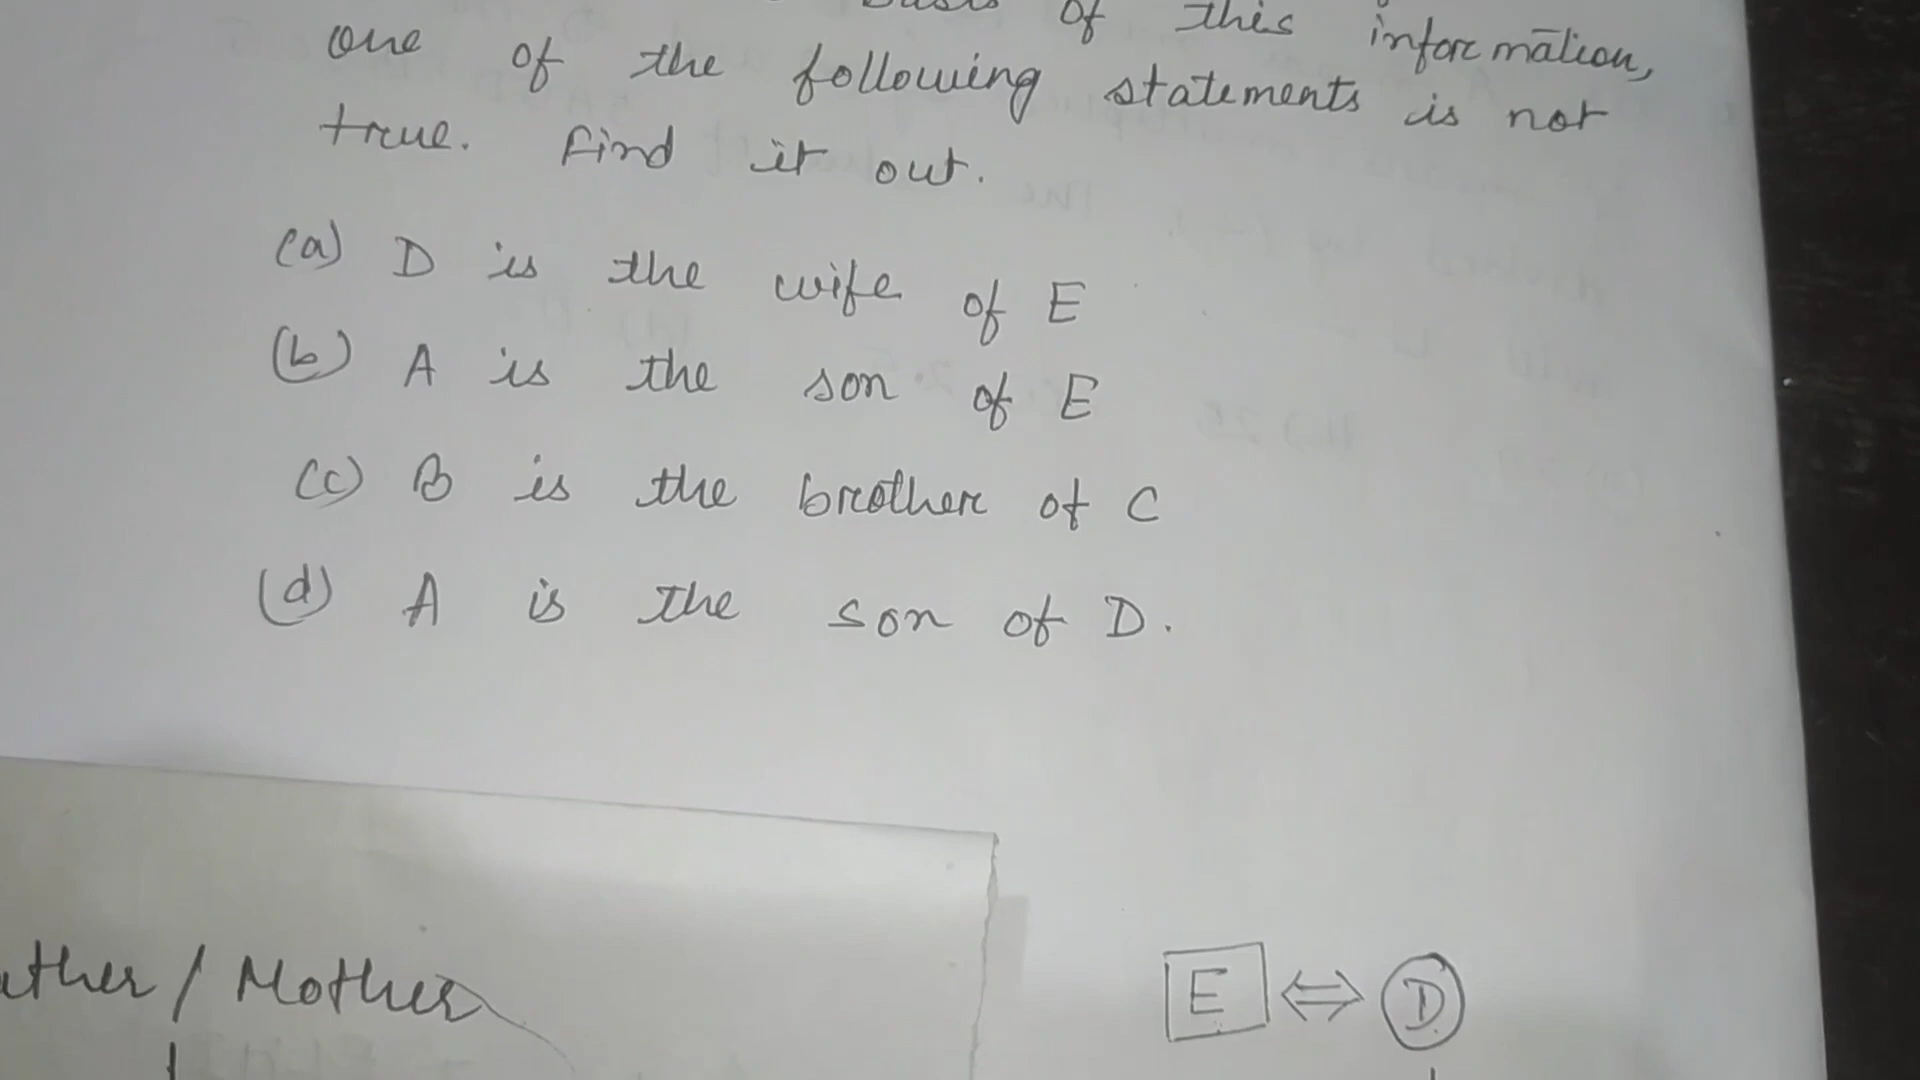 of this information,
one of the following statements is not
true. Find it out.
(a) D is the wife of E
(b) A is the son of E
(c) B is the brother of C
(d) A is the son of D.
ather / Mother
E ⇔ D